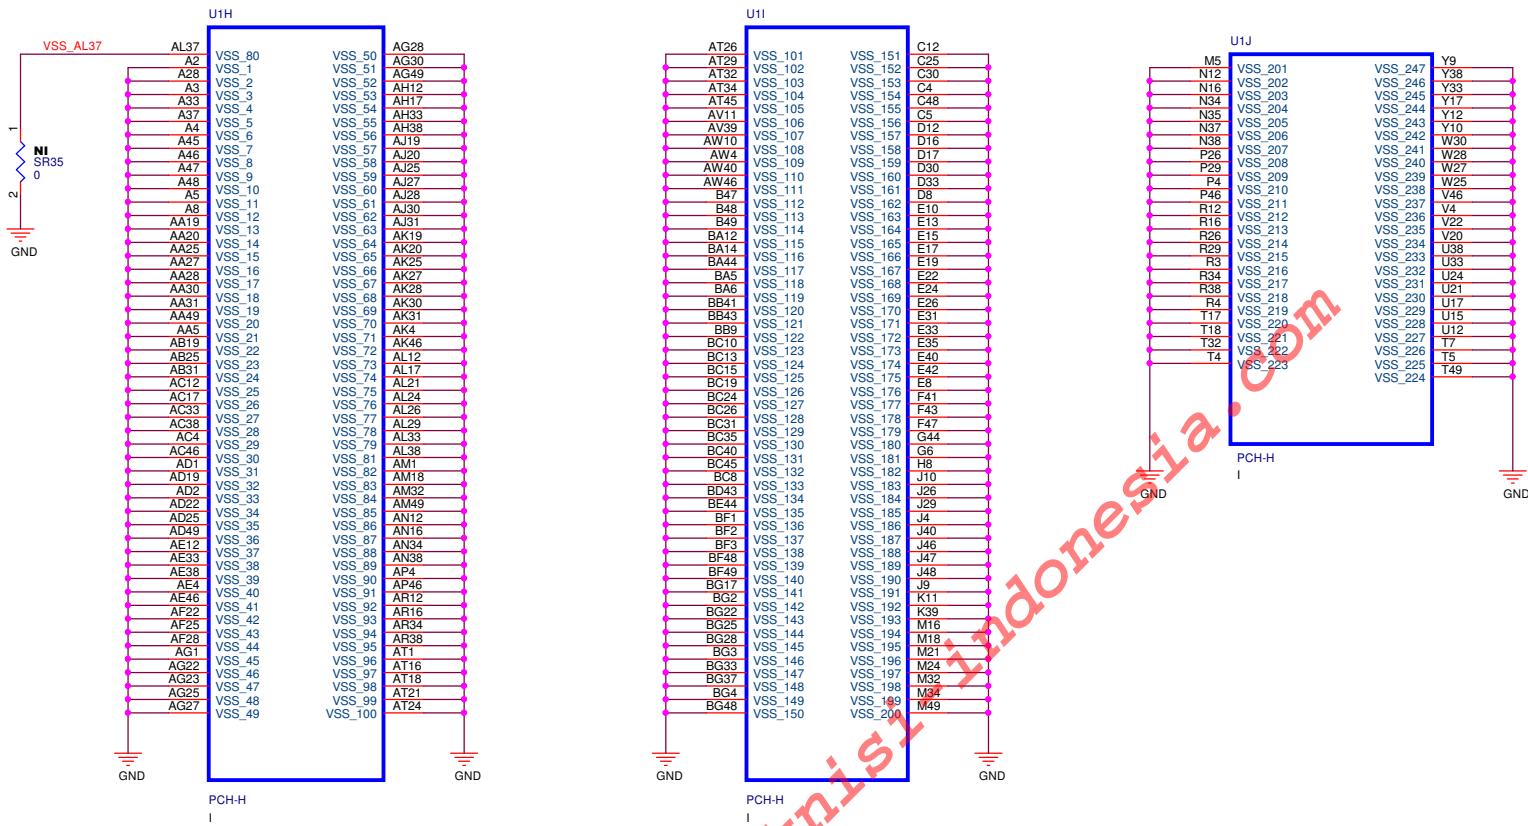 U1H
VSS_AL37
AL37 VSS_80 VSS_50 AG28
A2 VSS_1 VSS_51 AG30
A28 VSS_2 VSS_52 AG49
A3 VSS_3 VSS_53 AH12
A33 VSS_4 VSS_54 AH17
A37 VSS_5 VSS_55 AH33
A4 VSS_6 VSS_56 AH38
A45 VSS_7 VSS_57 AJ19
A46 VSS_8 VSS_58 AJ20
A47 VSS_9 VSS_59 AJ25
A48 VSS_10 VSS_60 AJ27
A5 VSS_11 VSS_61 AJ28
A8 VSS_12 VSS_62 AJ30
AA19 VSS_13 VSS_63 AJ31
AA20 VSS_14 VSS_64 AK19
AA25 VSS_15 VSS_65 AK20
AA27 VSS_16 VSS_66 AK25
AA28 VSS_17 VSS_67 AK27
AA30 VSS_18 VSS_68 AK28
AA31 VSS_19 VSS_69 AK30
AA49 VSS_20 VSS_70 AK31
AA5 VSS_21 VSS_71 AK4
AB19 VSS_22 VSS_72 AK46
AB25 VSS_23 VSS_73 AL12
AB31 VSS_24 VSS_74 AL17
AC12 VSS_25 VSS_75 AL21
AC17 VSS_26 VSS_76 AL24
AC33 VSS_27 VSS_77 AL26
AC38 VSS_28 VSS_78 AL29
AC4 VSS_29 VSS_79 AL33
AC46 VSS_30 VSS_81 AL38
AD1 VSS_31 VSS_82 AM1
AD19 VSS_32 VSS_83 AM18
AD2 VSS_33 VSS_84 AM32
AD22 VSS_34 VSS_85 AM49
AD25 VSS_35 VSS_86 AN12
AD49 VSS_36 VSS_87 AN16
AE12 VSS_37 VSS_88 AN34
AE33 VSS_38 VSS_89 AN38
AE38 VSS_39 VSS_90 AP4
AE4 VSS_40 VSS_91 AP46
AE46 VSS_41 VSS_92 AR12
AF22 VSS_42 VSS_93 AR16
AF25 VSS_43 VSS_94 AR34
AF28 VSS_44 VSS_95 AR38
AG1 VSS_45 VSS_96 AT1
AG22 VSS_46 VSS_97 AT16
AG23 VSS_47 VSS_98 AT18
AG25 VSS_48 VSS_99 AT21
AG27 VSS_49 VSS_100 AT24
1
NI
SR35
0
2
GND
GND
GND
PCH-H
I
U1I
AT26 VSS_101 VSS_151 C12
AT29 VSS_102 VSS_152 C25
AT32 VSS_103 VSS_153 C30
AT34 VSS_104 VSS_154 C4
AT45 VSS_105 VSS_155 C48
AV11 VSS_106 VSS_156 C5
AV39 VSS_107 VSS_157 D12
AW10 VSS_108 VSS_158 D16
AW4 VSS_109 VSS_159 D17
AW40 VSS_110 VSS_160 D30
AW46 VSS_111 VSS_161 D33
B47 VSS_112 VSS_162 D8
B48 VSS_113 VSS_163 E10
B49 VSS_114 VSS_164 E13
BA12 VSS_115 VSS_165 E15
BA14 VSS_116 VSS_166 E17
BA44 VSS_117 VSS_167 E19
BA5 VSS_118 VSS_168 E22
BA6 VSS_119 VSS_169 E24
BB41 VSS_120 VSS_170 E26
BB43 VSS_121 VSS_171 E31
BB9 VSS_122 VSS_172 E33
BC10 VSS_123 VSS_173 E35
BC13 VSS_124 VSS_174 E40
BC15 VSS_125 VSS_175 E42
BC19 VSS_126 VSS_176 E8
BC24 VSS_127 VSS_177 F41
BC26 VSS_128 VSS_178 F43
BC31 VSS_129 VSS_179 F47
BC35 VSS_130 VSS_180 G44
BC40 VSS_131 VSS_181 G6
BC45 VSS_132 VSS_182 H8
BC8 VSS_133 VSS_183 J10
BD43 VSS_134 VSS_184 J26
BE44 VSS_135 VSS_185 J29
BF1 VSS_136 VSS_186 J4
BF2 VSS_137 VSS_187 J40
BF3 VSS_138 VSS_188 J46
BF48 VSS_139 VSS_189 J47
BF49 VSS_140 VSS_190 J48
BG17 VSS_141 VSS_191 J9
BG2 VSS_142 VSS_192 K11
BG22 VSS_143 VSS_193 K39
BG25 VSS_144 VSS_194 M16
BG28 VSS_145 VSS_195 M18
BG3 VSS_146 VSS_196 M21
BG33 VSS_147 VSS_197 M24
BG37 VSS_148 VSS_198 M32
BG4 VSS_149 VSS_199 M34
BG48 VSS_150 VSS_200 M49
GND
GND
PCH-H
I
U1J
M5 VSS_201 VSS_247 Y9
N12 VSS_202 VSS_246 Y38
N16 VSS_203 VSS_245 Y33
N34 VSS_204 VSS_244 Y17
N35 VSS_205 VSS_243 Y12
N37 VSS_206 VSS_242 Y10
N38 VSS_207 VSS_241 W30
P26 VSS_208 VSS_240 W28
P29 VSS_209 VSS_239 W27
P4 VSS_210 VSS_238 W25
P46 VSS_211 VSS_237 V46
R12 VSS_212 VSS_236 V4
R16 VSS_213 VSS_235 V22
R26 VSS_214 VSS_234 V20
R29 VSS_215 VSS_233 U38
R3 VSS_216 VSS_232 U33
R34 VSS_217 VSS_231 U24
R38 VSS_218 VSS_230 U21
R4 VSS_219 VSS_229 U17
T17 VSS_220 VSS_228 U15
T18 VSS_221 VSS_227 U12
T32 VSS_222 VSS_226 T7
T4 VSS_223 VSS_225 T5
VSS_224 T49
PCH-H
I
GND
GND
nisi-indonesia.com